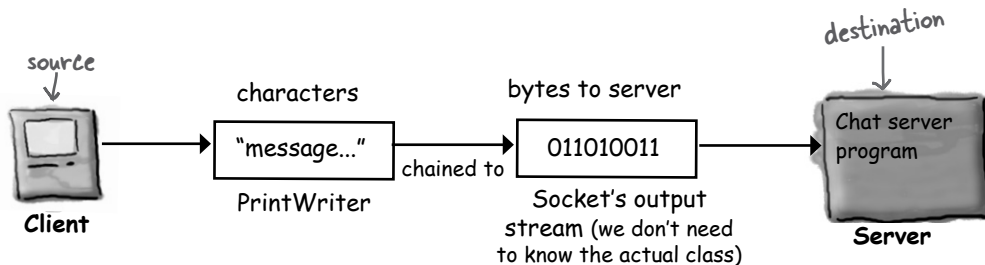 source
destination
characters
bytes to server
"message..."
chained to
011010011
Chat server
program
PrintWriter
Socket's output
stream (we don't need
to know the actual class)
Client
Server